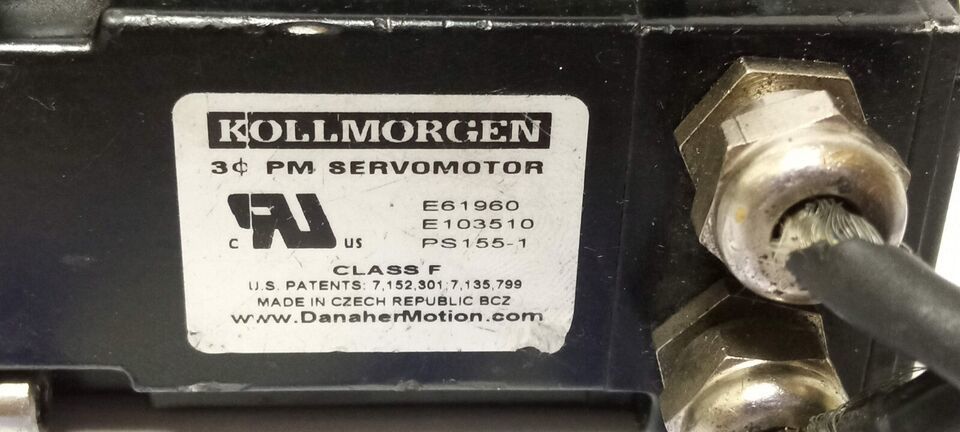 KOLLMORGEN
3¢ PM SERVOMOTOR
c RU US
E61960
E103510
PS155-1
CLASS F
U.S. PATENTS: 7,152,301;7,135,799
MADE IN CZECH REPUBLIC BCZ
www.DanaherMotion.com